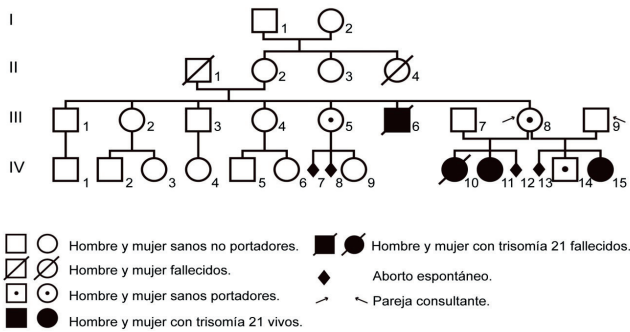 I
1 2
II
1 2 3 4
III
1 2 3 4 5 6 7 8 9
IV
1 2 3 4 5 6 7 8 9 10 11 12 13 14 15
Hombre y mujer sanos no portadores.
Hombre y mujer fallecidos.
Hombre y mujer sanos portadores.
Hombre y mujer con trisomía 21 vivos.
Hombre y mujer con trisomía 21 fallecidos.
Aborto espontáneo.
Pareja consultante.